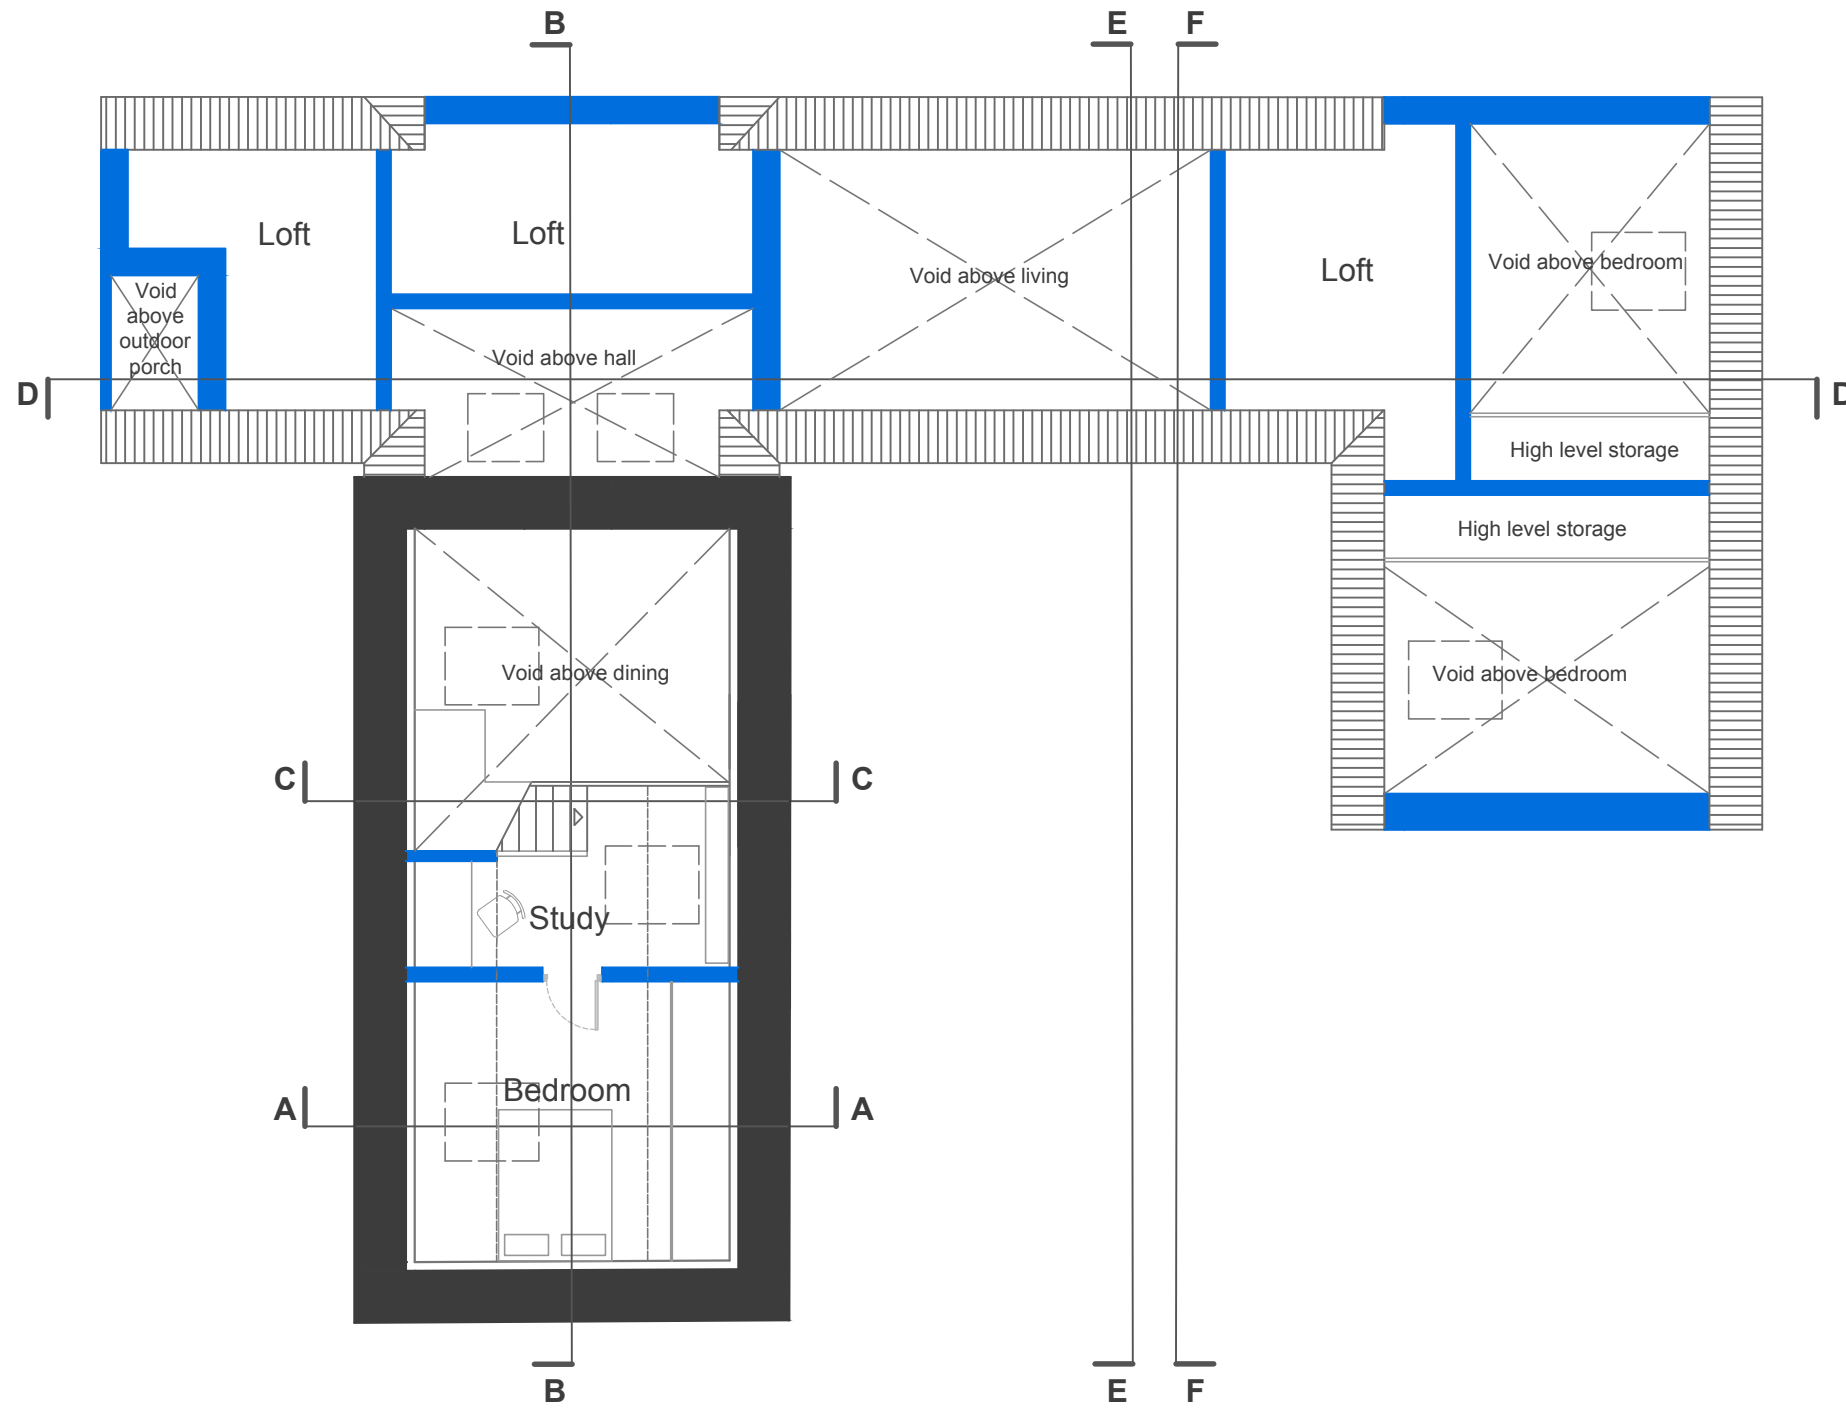 B
E
F
Loft
Loft
Void above living
Loft
Void above bedroom
Void
above
outdoor
porch
Void above hall
D
D
High level storage
High level storage
Void above dining
Void above bedroom
C
C
Study
Bedroom
A
A
B
E
F